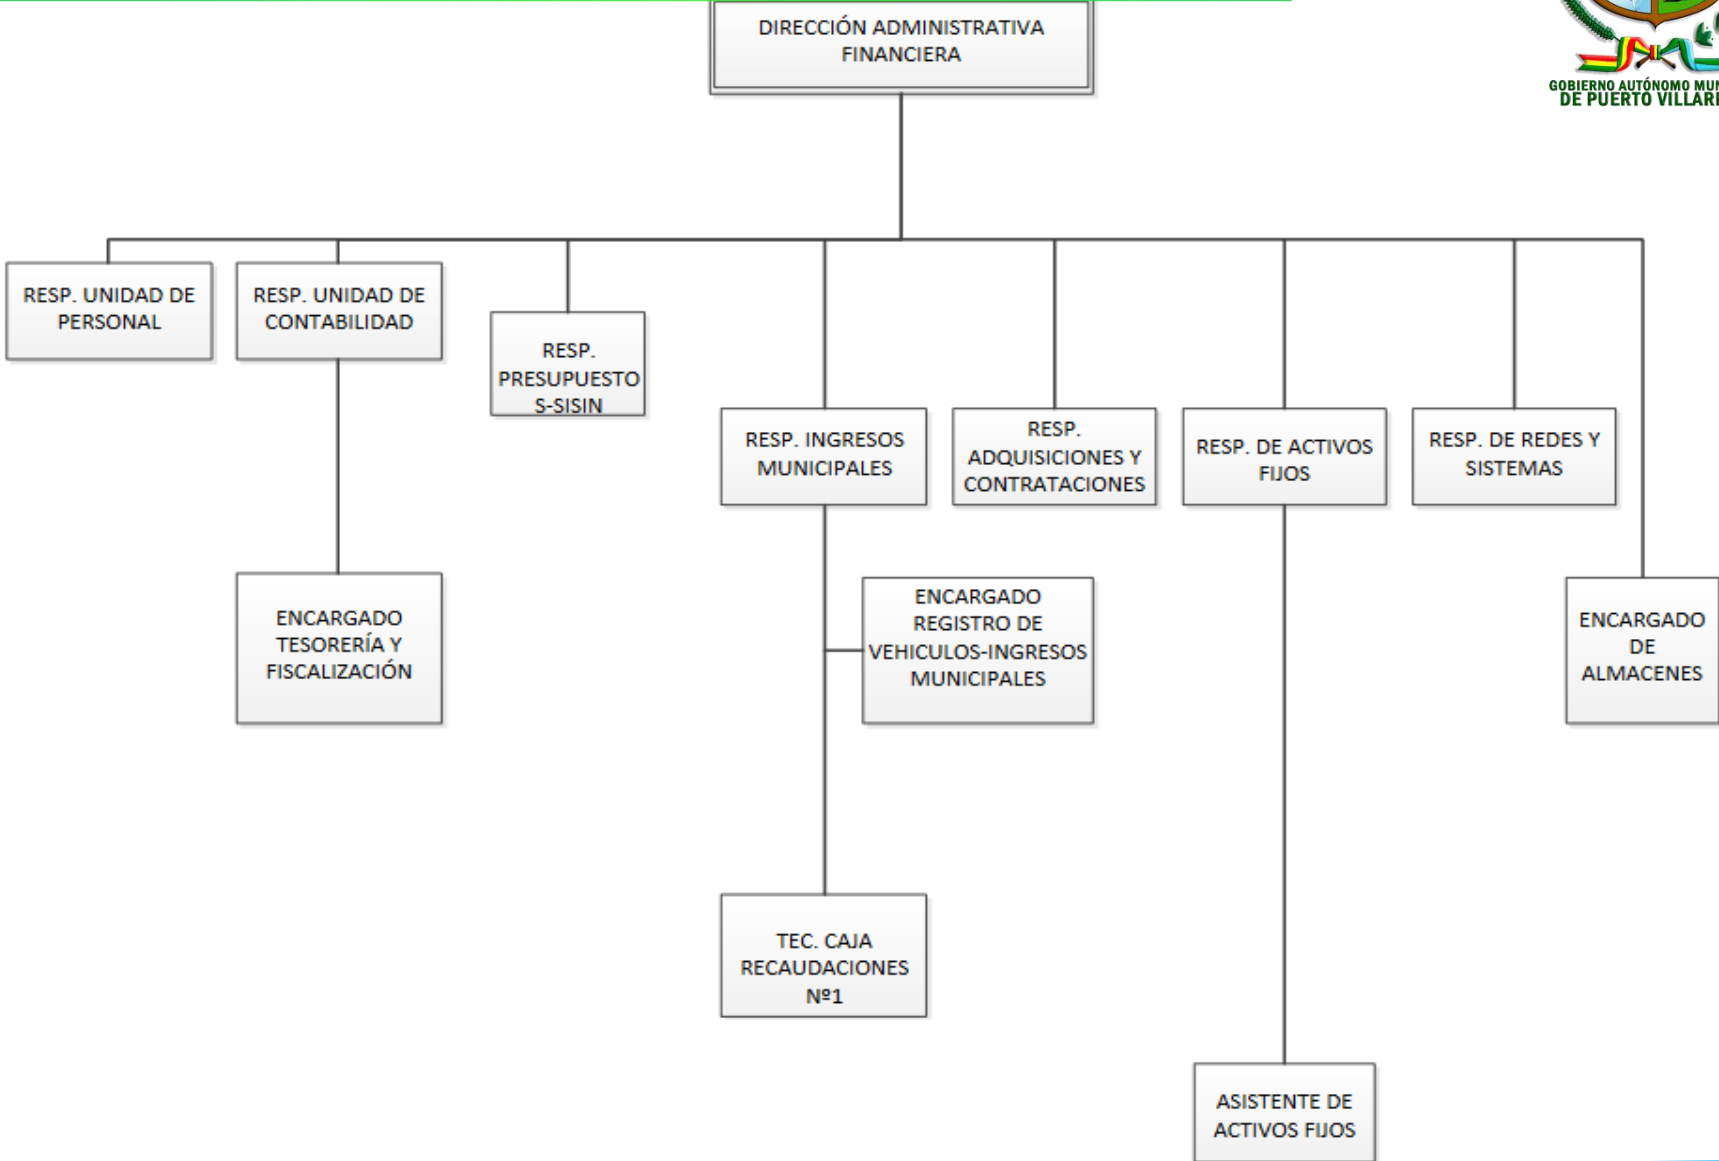 DIRECCIÓN ADMINISTRATIVA
FINANCIERA
GOBIERNO AUTÓNOMO
DE PUERTO
RESP. UNIDAD DE
PERSONAL
RESP. UNIDAD DE
CONTABILIDAD
RESP.
PRESUPUESTO
S-SISIN
RESP. INGRESOS
MUNICIPALES
RESP.
ADQUISICIONES Y
CONTRATACIONES
RESP. DE ACTIVOS
FIJOS
RESP. DE REDES Y
SISTEMAS
ENCARGADO
TESORERÍA Y
FISCALIZACIÓN
ENCARGADO
REGISTRO DE
VEHICULOS-INGRESOS
MUNICIPALES
ENCARGADO
DE
ALMACENES
TEC. CAJA
RECAUDACIONES
Nº1
ASISTENTE DE
ACTIVOS FIJOS